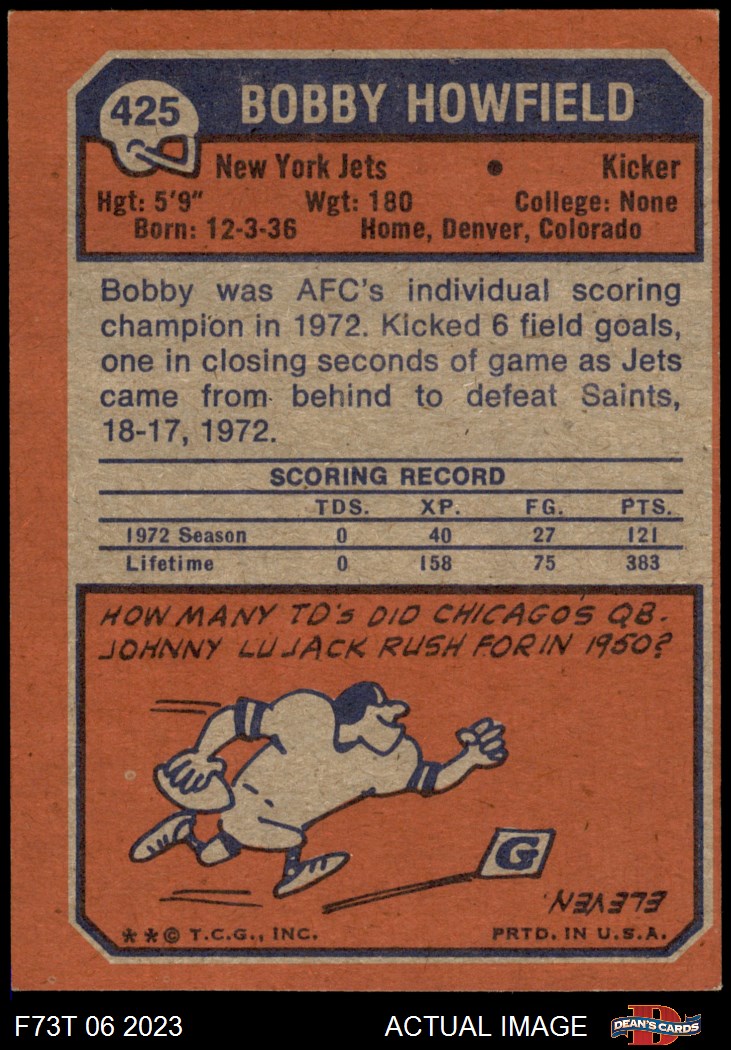 425
BOBBY HOWFIELD
New York Jets • Kicker
Hgt: 5'9" Wgt: 180 College: None
Born: 12-3-36 Home, Denver, Colorado
Bobby was AFC's individual scoring
champion in 1972. Kicked 6 field goals,
one in closing seconds of game as Jets
came from behind to defeat Saints,
18-17, 1972.
SCORING RECORD
TDS. XP. FG. PTS.
1972 Season 0 40 27 121
Lifetime 0 158 75 383
HOW MANY TD'S DID CHICAGO'S QB.
JOHNNY LUJACK RUSH FOR IN 1950?
G
ELEVEN
**© T.C.G., INC. PRTD. IN U.S.A.
F73T 06 2023 ACTUAL IMAGE
D
DEAN'S CARDS